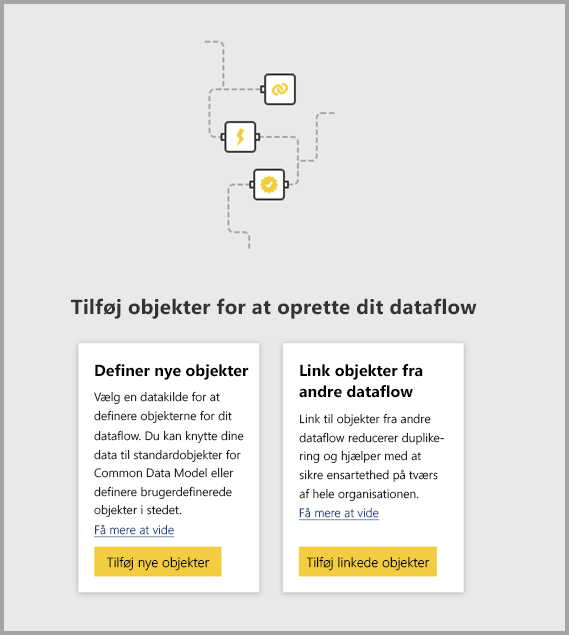 Tilføj objekter for at oprette dit dataflow
Definer nye objekter
Vælg en datakilde for at
definere objekterne for dit
dataflow. Du kan knytte dine
data til standardobjekter for
Common Data Model eller
definere brugerdefinerede
objekter i stedet.
Få mere at vide
Tilføj nye objekter
Link objekter fra
andre dataflow
Link til objekter fra andre
dataflow reducerer duplike-
ring og hjælper med at
sikre ensartethed på tværs
af hele organisationen.
Få mere at vide
Tilføj linkede objekter